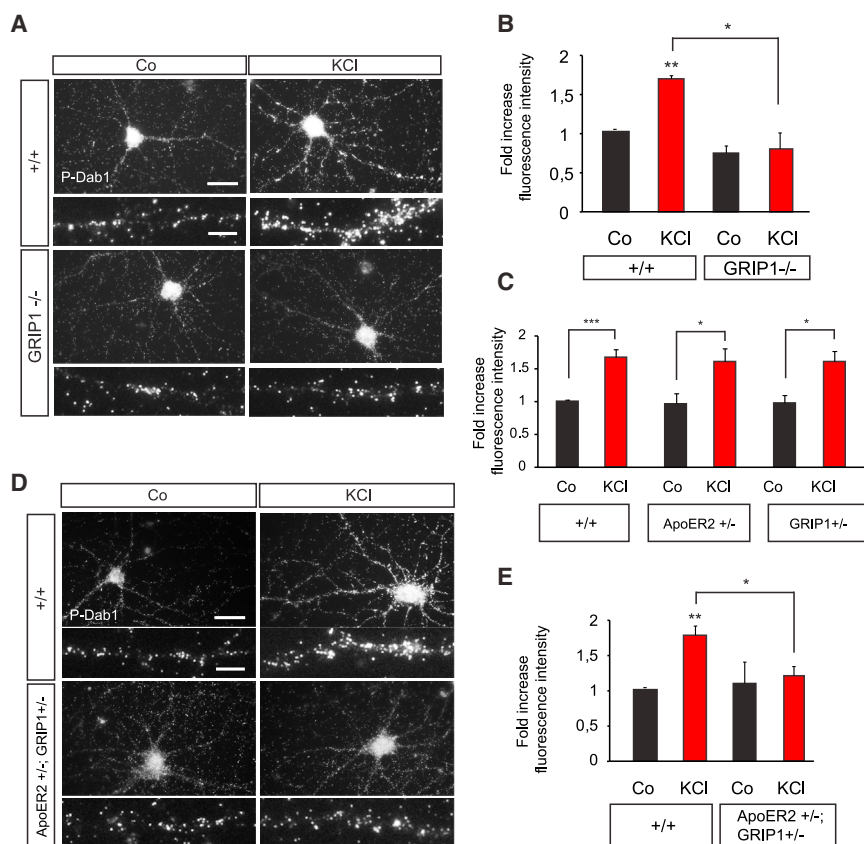 A
Co
KCl
+/+
P-Dab1
GRIP1 -/-
B
Fold increase
fluorescence intensity
2
1,5
1
0,5
0
**
*
Co
KCl
Co
KCl
+/+
GRIP1-/-
C
Fold increase
fluorescence intensity
2
1.5
1
0.5
0
***
*
*
Co
KCl
Co
KCl
Co
KCl
+/+
ApoER2 +/-
GRIP1+/-
D
Co
KCl
+/+
P-Dab1
ApoER2 +/-; GRIP1+/-
E
Fold increase
fluorescence intensity
2
1,5
1
0,5
0
**
*
Co
KCl
Co
KCl
+/+
ApoER2 +/-;
GRIP1+/-